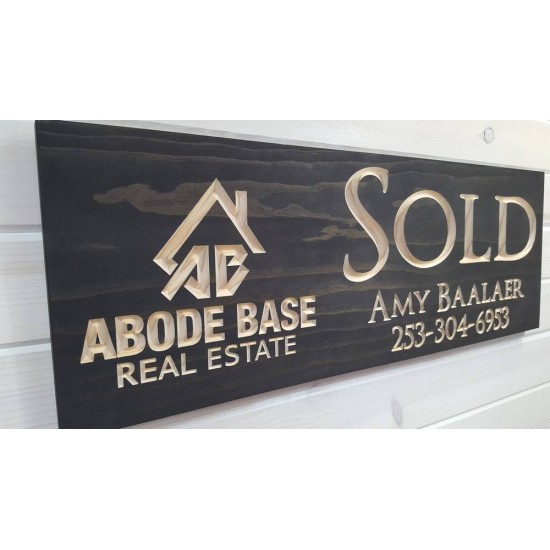 AB
ABODE BASE
REAL ESTATE
SOLD
AMY BAALAER
253-304-6953